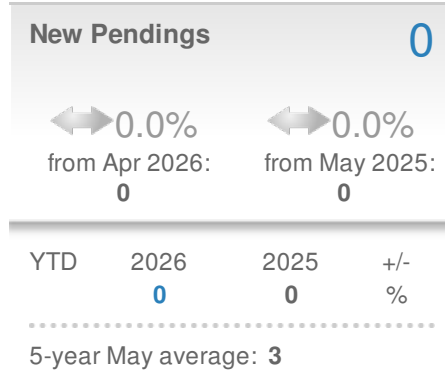 New Pendings 0
0.0% 0.0%
from Apr 2026: from May 2025:
0 0
YTD 2026 2025 +/-
0 0 %
5-year May average: 3